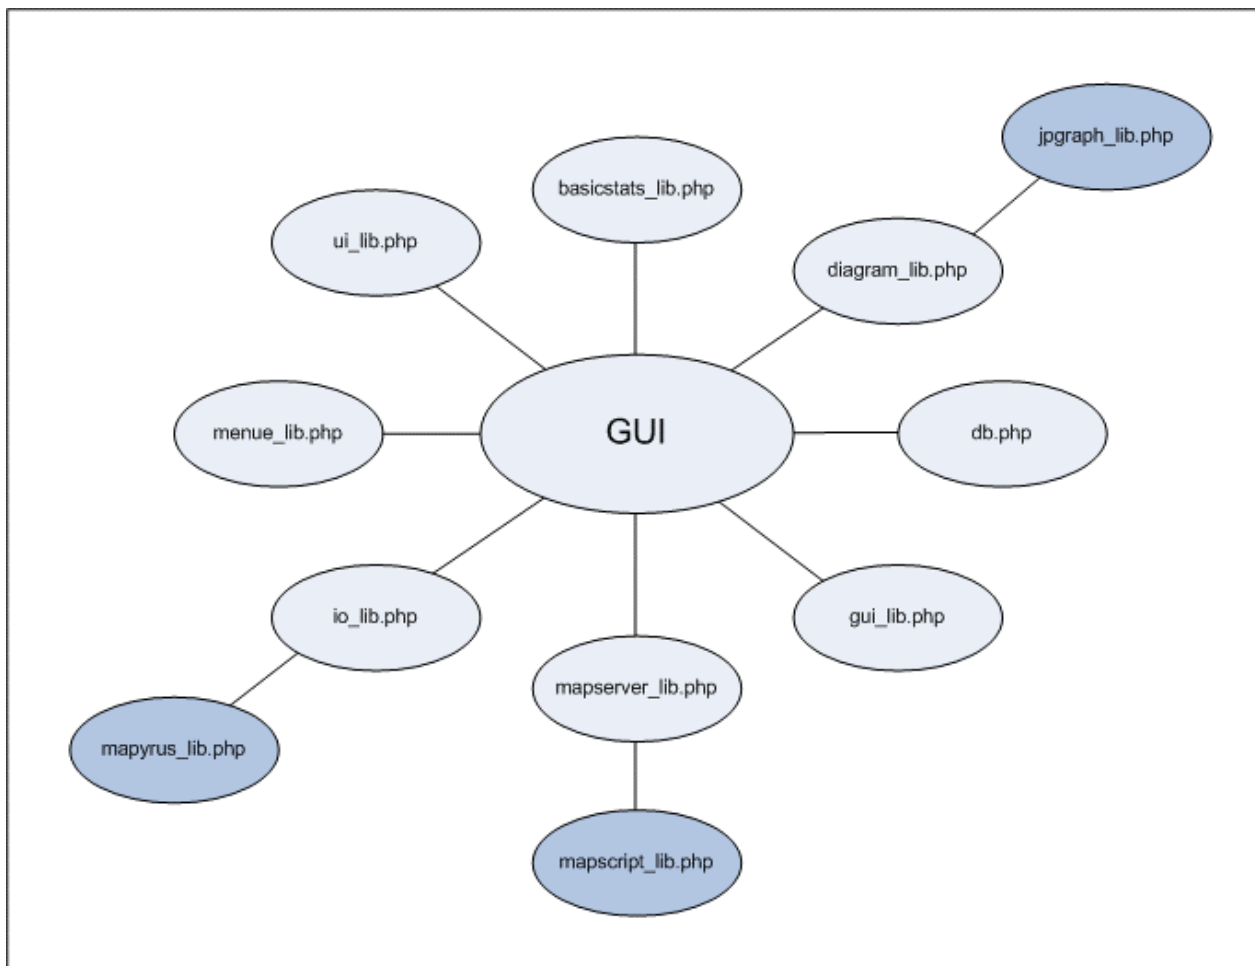 jpgraph_lib.php
basicstats_lib.php
ui_lib.php
diagram_lib.php
menue_lib.php
GUI
db.php
io_lib.php
gui_lib.php
mapserver_lib.php
mapyrus_lib.php
mapscript_lib.php